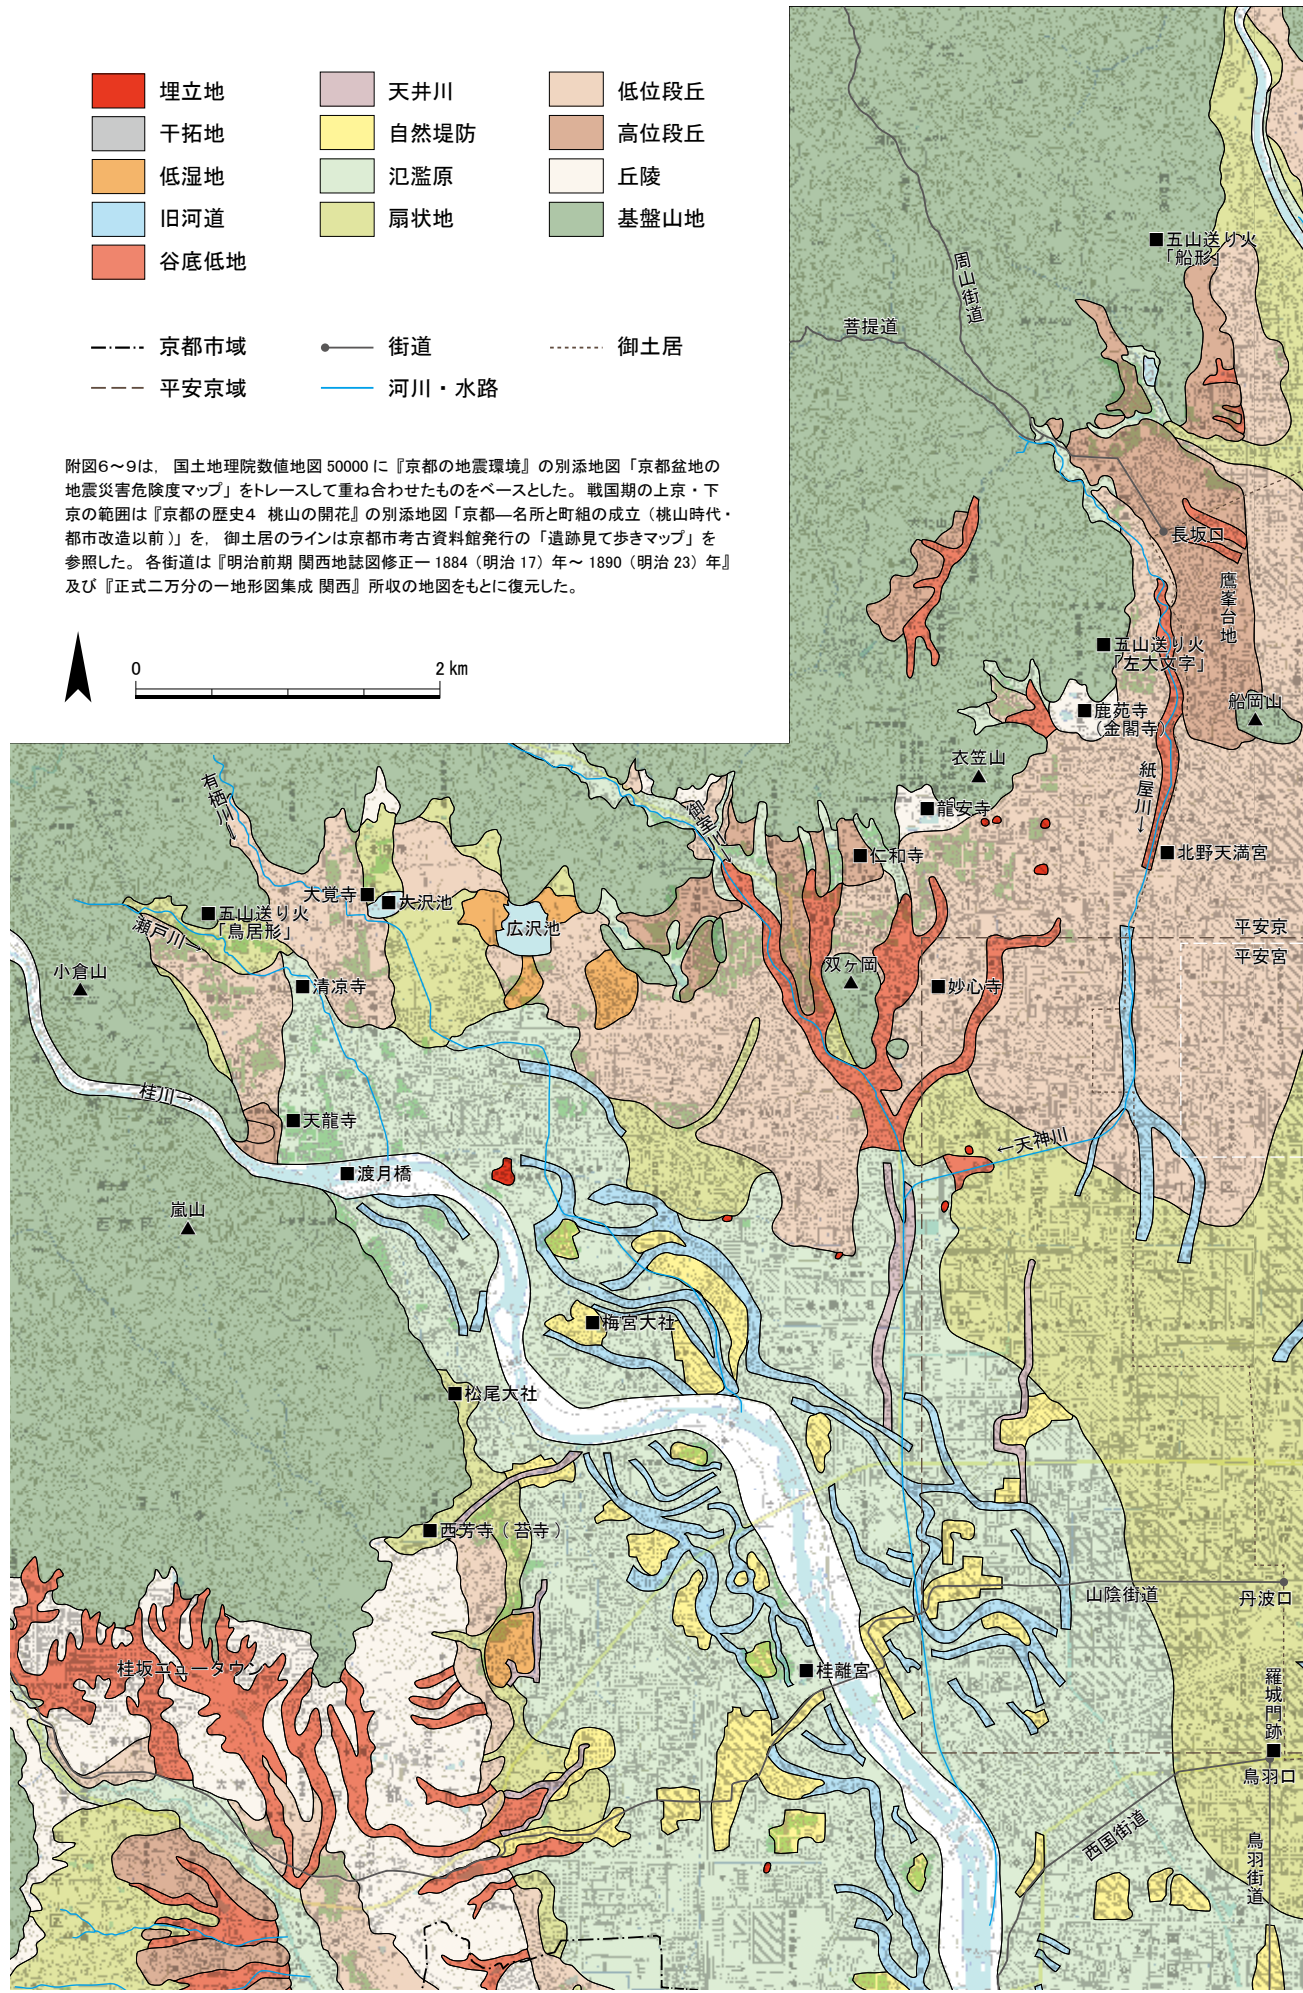 埋立地
干拓地
低湿地
旧河道
谷底低地
天井川
自然堤防
氾濫原
扇状地
低位段丘
高位段丘
丘陵
基盤山地
京都市域
平安京域
街道
河川・水路
御土居
附図6〜9は, 国土地理院数値地図 50000 に『京都の地震環境』の別添地図「京都盆地の
地震災害危険度マップ」をトレースして重ね合わせたものをベースとした。戦国期の上京・下
京の範囲は『京都の歴史4 桃山の開花』の別添地図「京都―名所と町組の成立（桃山時代・
都市改造以前）」を, 御土居のラインは京都市考古資料館発行の「遺跡見て歩きマップ」を
参照した。各街道は『明治前期 関西地誌図修正― 1884（明治 17）年〜 1890（明治 23）年』
及び『正式二万分の一地形図集成 関西』所収の地図をもとに復元した。
0
2 km
五山送り火
「船形」
周山街道
菩提道
長坂口
鷹峯台地
五山送り火
「左大文字」
船岡山
鹿苑寺
（金閣寺）
衣笠山
紙屋川→
有栖川→
御室川→
龍安寺
仁和寺
北野天満宮
大覚寺
大沢池
五山送り火
「鳥居形」
瀬戸川→
広沢池
平安京
平安宮
小倉山
清凉寺
双ヶ岡
妙心寺
桂川→
天龍寺
←天神川
渡月橋
嵐山
梅宮大社
松尾大社
西芳寺（苔寺）
山陰街道
丹波口
桂坂ニュータウン
桂離宮
羅城門跡
鳥羽口
西国街道
鳥羽街道